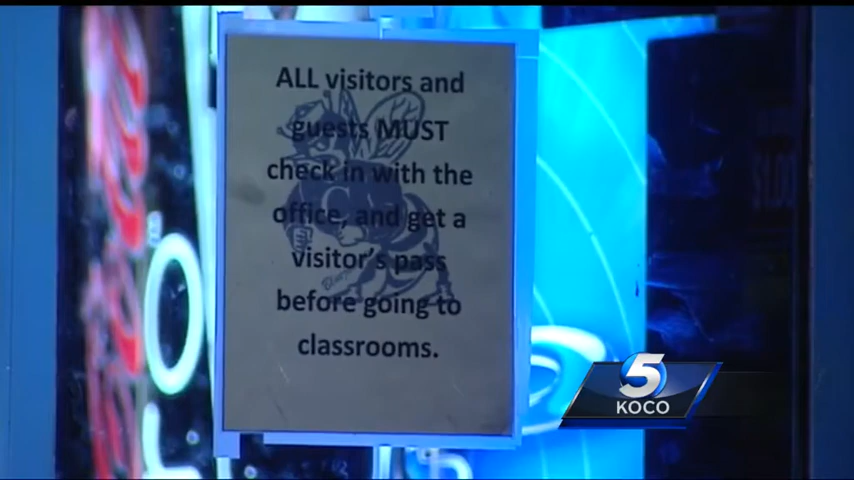 ALL visitors and
guests MUST
check in with the
office, and get a
visitor's pass
before going to
classrooms.
5
KOCO